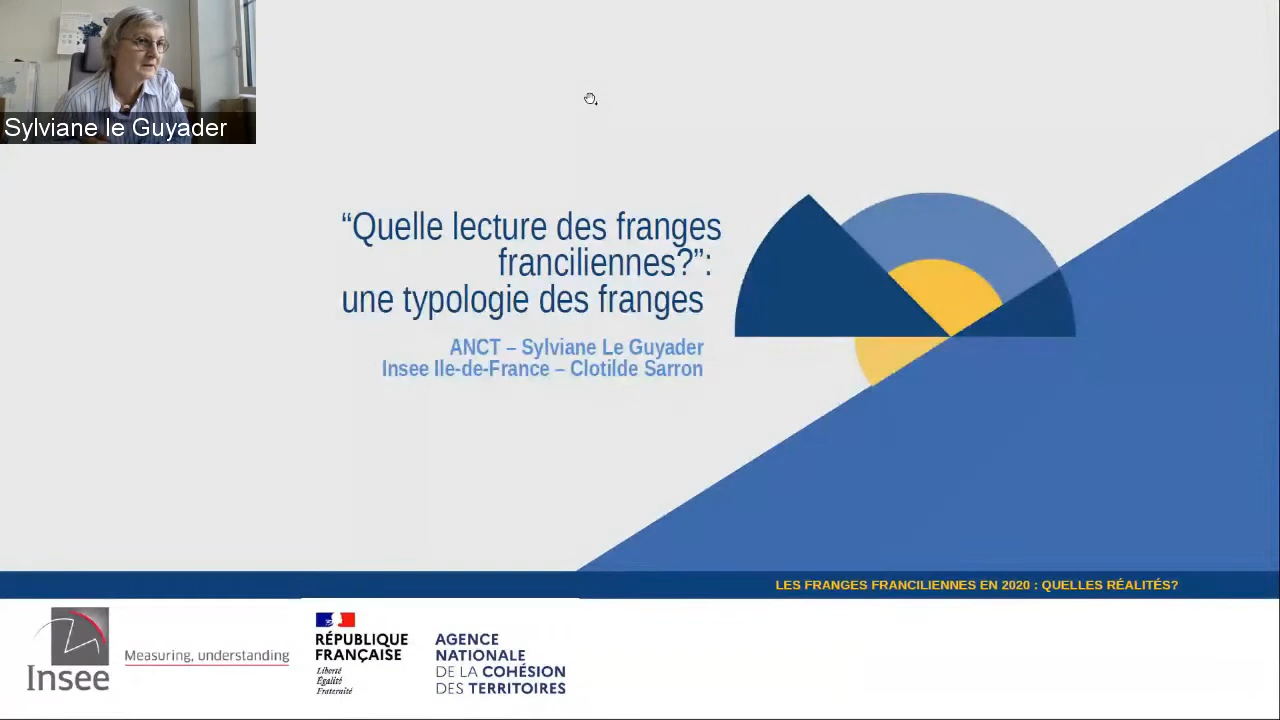 Sylviane le Guyader
“Quelle lecture des franges
franciliennes?”:
une typologie des franges
ANCT – Sylviane Le Guyader
Insee Ile-de-France – Clotilde Sarron
LES FRANGES FRANCILIENNES EN 2020 : QUELLES RÉALITÉS?
Insee
Measuring, understanding
RÉPUBLIQUE
FRANÇAISE
Liberté
Égalité
Fraternité
AGENCE
NATIONALE
DE LA COHÉSION
DES TERRITOIRES